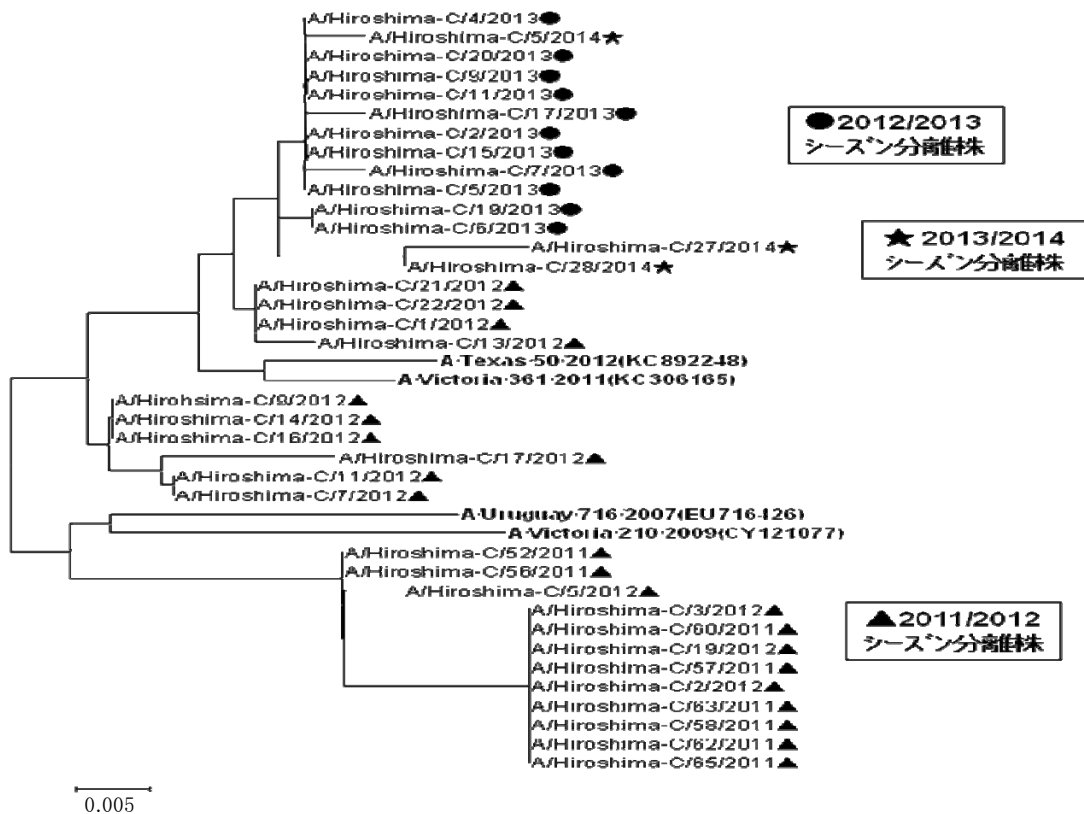 A/Hiroshima-C/4/2013●
A/Hiroshima-C/5/2014★
A/Hiroshima-C/20/2013●
A/Hiroshima-C/9/2013●
A/Hiroshima-C/11/2013●
A/Hiroshima-C/17/2013●
A/Hiroshima-C/2/2013●
A/Hiroshima-C/15/2013●
A/Hiroshima-C/7/2013●
A/Hiroshima-C/5/2013●
A/Hiroshima-C/19/2013●
A/Hiroshima-C/6/2013●
A/Hiroshima-C/27/2014★
A/Hiroshima-C/28/2014★
A/Hiroshima-C/21/2012▲
A/Hiroshima-C/22/2012▲
A/Hiroshima-C/1/2012▲
A/Hiroshima-C/13/2012▲
A·Texas·50·2012(KC892248)
A·Victoria·361·2011(KC306165)
A/Hirohsima-C/9/2012▲
A/Hiroshima-C/14/2012▲
A/Hiroshima-C/16/2012▲
A/Hiroshima-C/17/2012▲
A/Hiroshima-C/11/2012▲
A/Hiroshima-C/7/2012▲
A·Uruguay·716·2007(EU716426)
A·Victoria·210·2009(CY121077)
A/Hiroshima-C/52/2011▲
A/Hiroshima-C/56/2011▲
A/Hiroshima-C/5/2012▲
A/Hiroshima-C/3/2012▲
A/Hiroshima-C/60/2011▲
A/Hiroshima-C/19/2012▲
A/Hiroshima-C/57/2011▲
A/Hiroshima-C/2/2012▲
A/Hiroshima-C/63/2011▲
A/Hiroshima-C/58/2011▲
A/Hiroshima-C/62/2011▲
A/Hiroshima-C/65/2011▲
●2012/2013
シーズン分離株
★ 2013/2014
シーズン分離株
▲2011/2012
シーズン分離株
0.005